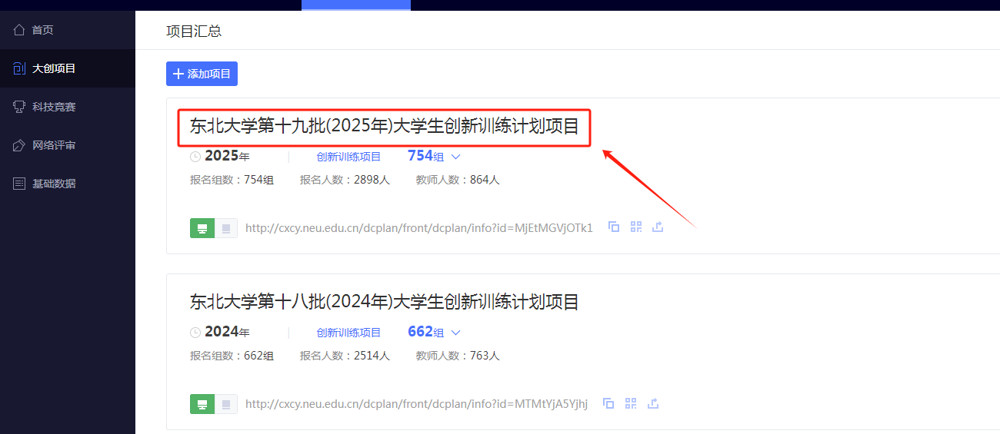 首页
大创项目
科技竞赛
网络评审
基础数据
项目汇总
添加项目
东北大学第十九批(2025年)大学生创新训练计划项目
2025年 创新训练项目 754组
报名组数：754组 报名人数：2898人 教师人数：864人
http://cxcy.neu.edu.cn/dcplan/front/dcplan/info?id=MjEtMGVjOTk1
东北大学第十八批(2024年)大学生创新训练计划项目
2024年 创新训练项目 662组
报名组数：662组 报名人数：2514人 教师人数：763人
http://cxcy.neu.edu.cn/dcplan/front/dcplan/info?id=MTMtYjA5Yjhj